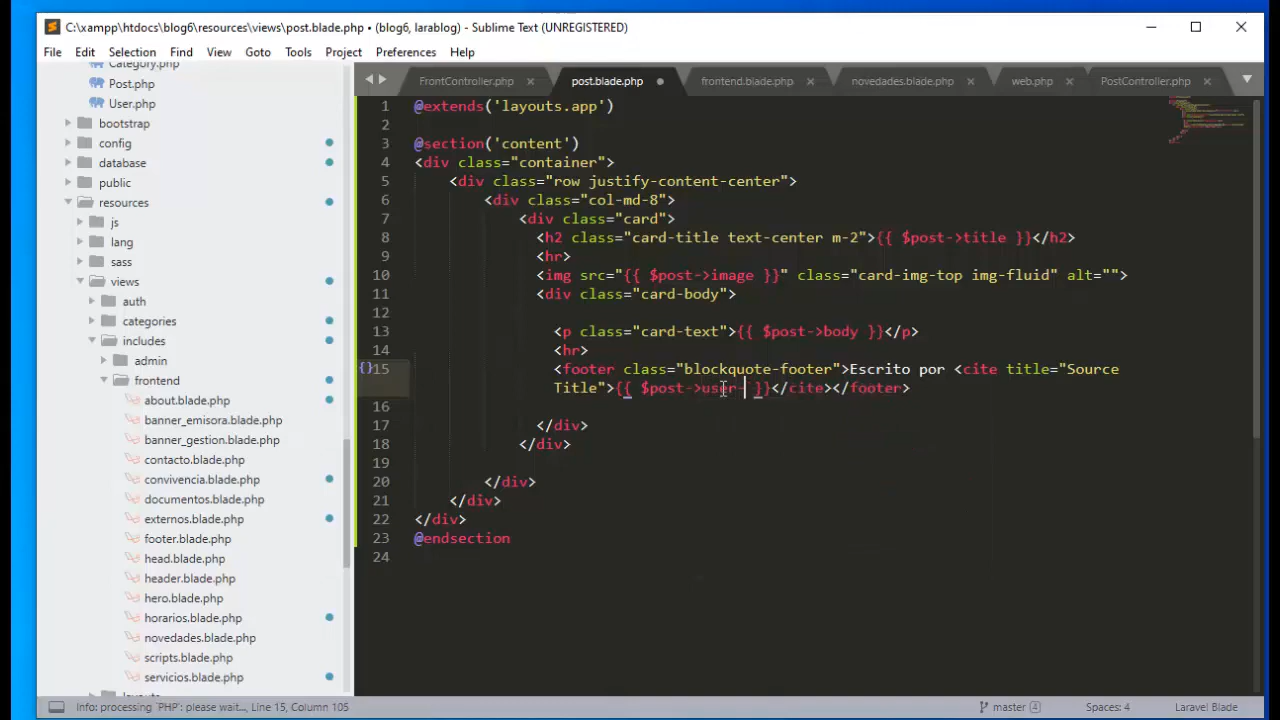 C:\xampp\htdocs\blog6\resources\views\post.blade.php • (blog6, larablog) - Sublime Text (UNREGISTERED)
File Edit Selection Find View Goto Tools Project Preferences Help
Category.php
Post.php
User.php
bootstrap
config
database
public
resources
js
lang
sass
views
auth
categories
includes
admin
frontend
about.blade.php
banner_emisora.blade.php
banner_gestion.blade.php
contacto.blade.php
convivencia.blade.php
documentos.blade.php
externos.blade.php
footer.blade.php
head.blade.php
header.blade.php
hero.blade.php
horarios.blade.php
novedades.blade.php
scripts.blade.php
servicios.blade.php
layouts
FrontController.php post.blade.php frontend.blade.php novedades.blade.php web.php PostController.php
1 @extends('layouts.app')
2
3 @section('content')
4 <div class="container">
5 <div class="row justify-content-center">
6 <div class="col-md-8">
7 <div class="card">
8 <h2 class="card-title text-center m-2">{{ $post->title }}</h2>
9 <hr>
10 <img src="{{ $post->image }}" class="card-img-top img-fluid" alt="">
11 <div class="card-body">
12
13 <p class="card-text">{{ $post->body }}</p>
14 <hr>
{}15 <footer class="blockquote-footer">Escrito por <cite title="Source
Title">{{ $post->user- }}</cite></footer>
16
17 </div>
18 </div>
19
20 </div>
21 </div>
22 </div>
23 @endsection
24
Info: processing `PHP`: please wait..., Line 15, Column 105 master 4 Spaces: 4 Laravel Blade